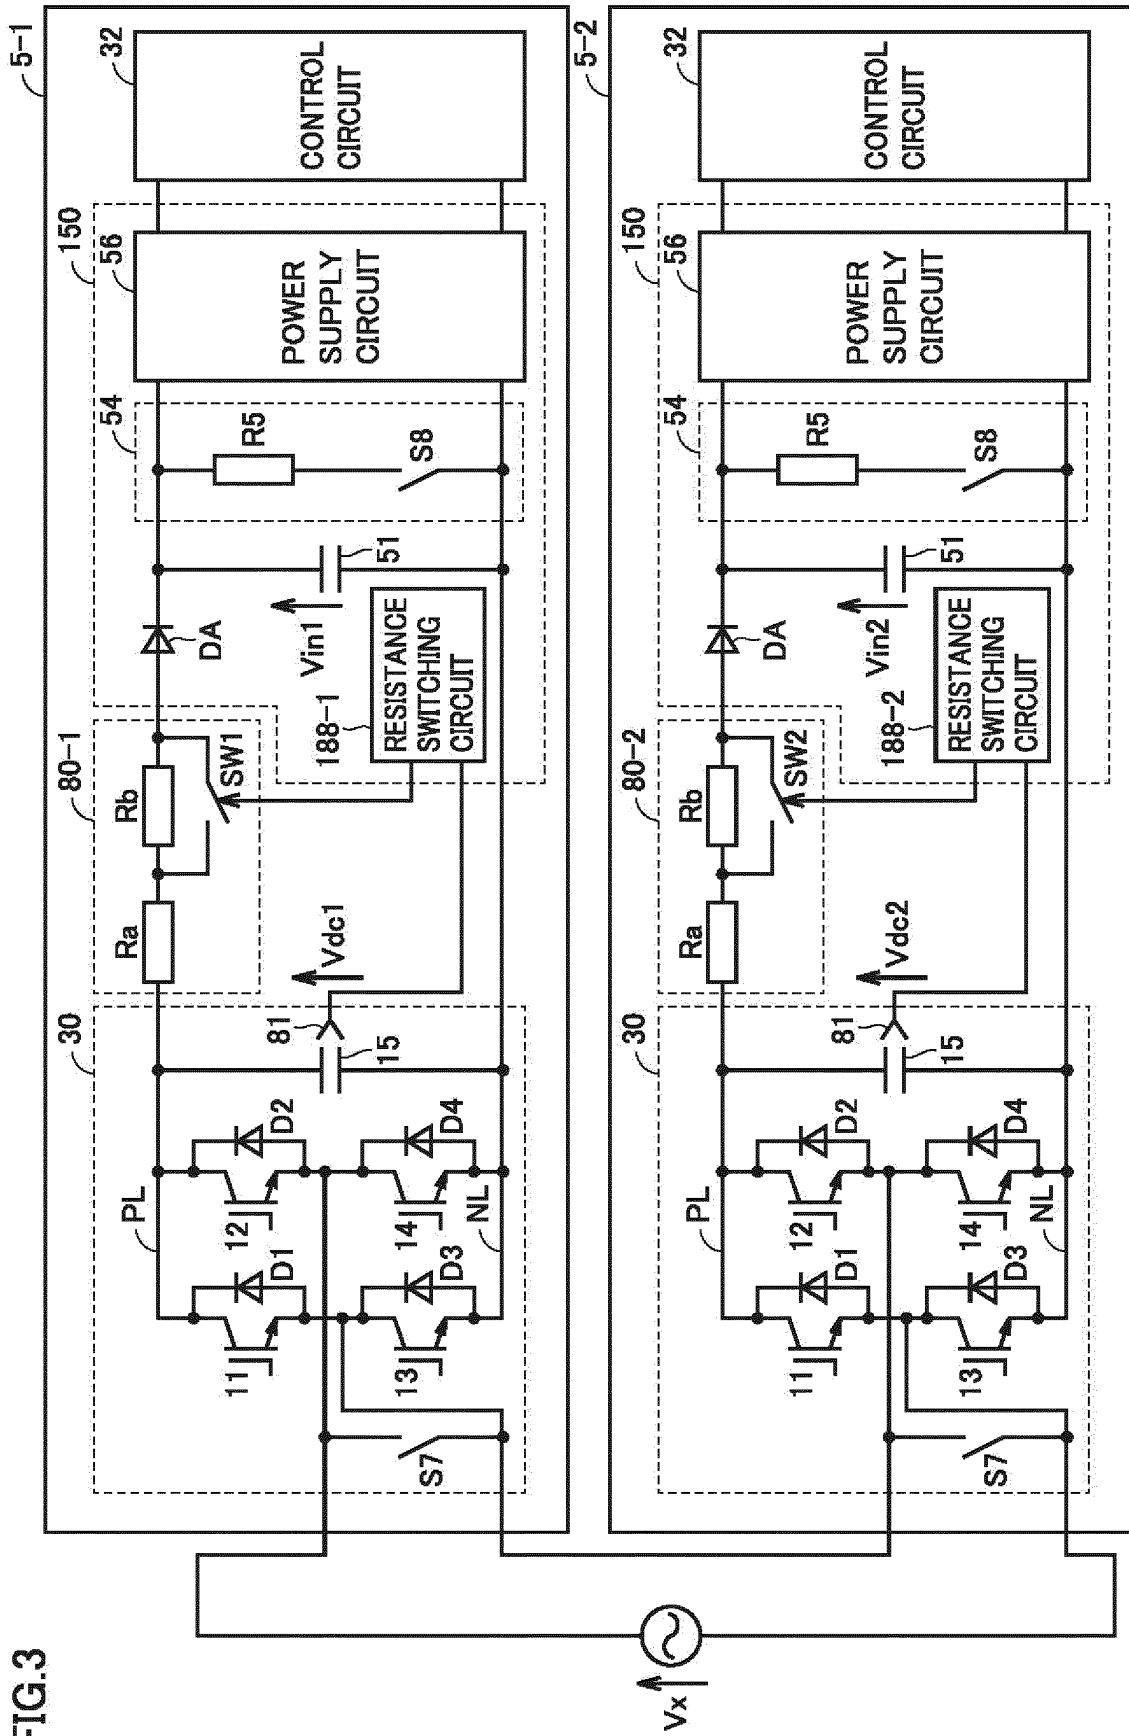 FIG.3
5-1
30
80-1
150
32
54
56
PL
Ra
Rb
DA
R5
POWER
SUPPLY
CIRCUIT
CONTROL
CIRCUIT
11
D1
12
D2
SW1
Vin1
S8
81
Vdc1
188-1
15
51
RESISTANCE
SWITCHING
CIRCUIT
S7
13
D3
14
D4
NL
Vx
5-2
30
80-2
150
32
54
56
PL
Ra
Rb
DA
R5
POWER
SUPPLY
CIRCUIT
CONTROL
CIRCUIT
11
D1
12
D2
SW2
Vin2
S8
81
Vdc2
188-2
15
51
RESISTANCE
SWITCHING
CIRCUIT
S7
13
D3
14
D4
NL